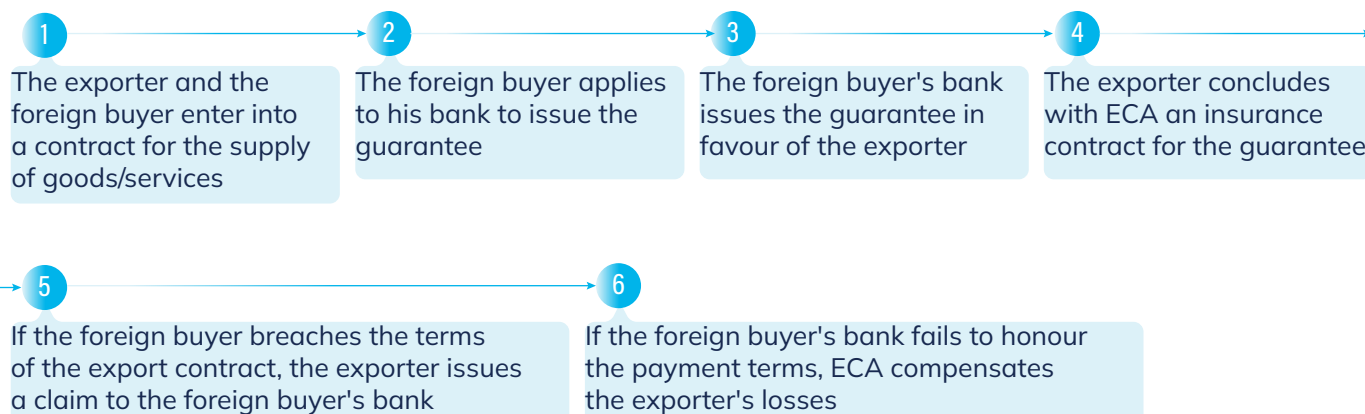 1
The exporter and the
foreign buyer enter into
a contract for the supply
of goods/services
2
The foreign buyer applies
to his bank to issue the
guarantee
3
The foreign buyer's bank
issues the guarantee in
favour of the exporter
4
The exporter concludes
with ECA an insurance
contract for the guarantee
5
If the foreign buyer breaches the terms
of the export contract, the exporter issues
a claim to the foreign buyer's bank
6
If the foreign buyer's bank fails to honour
the payment terms, ECA compensates
the exporter's losses